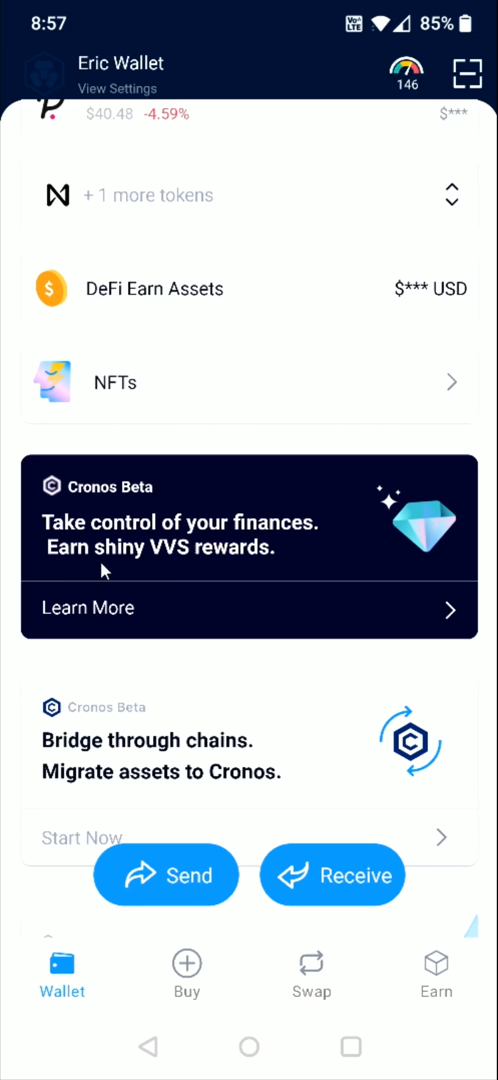 8:57
Vo LTE
85%
Eric Wallet
View Settings
146
$40.48 -4.59%
$***
+ 1 more tokens
DeFi Earn Assets
$*** USD
NFTs
Cronos Beta
Take control of your finances.
Earn shiny VVS rewards.
Learn More
Cronos Beta
Bridge through chains.
Migrate assets to Cronos.
Start Now
Send
Receive
Wallet
Buy
Swap
Earn